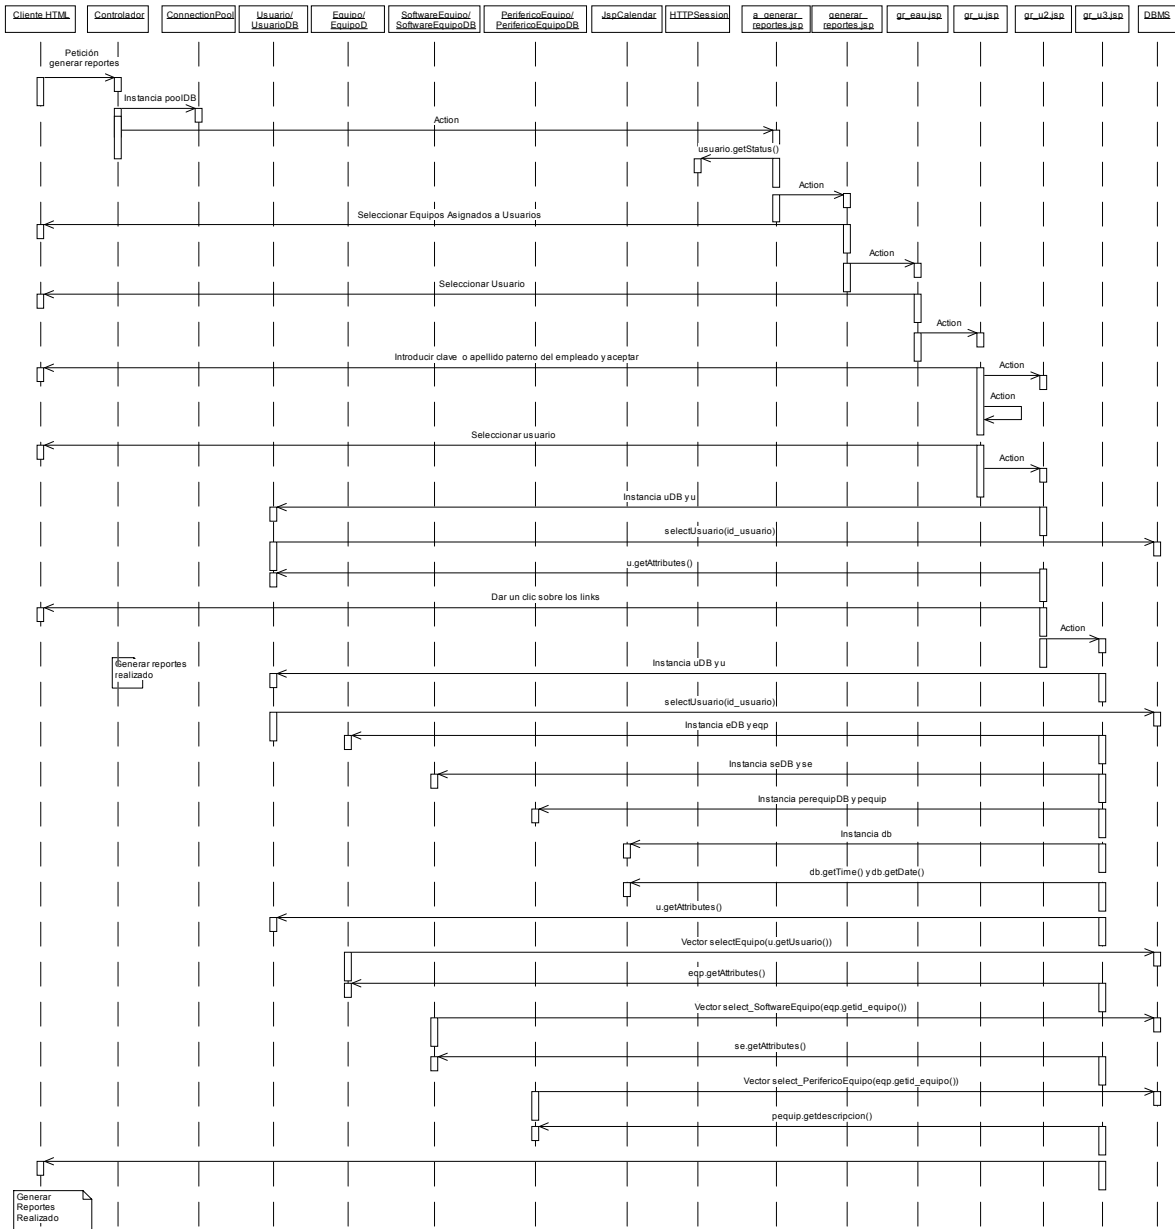 Cliente HTML
Controlador
ConnectionPool
Usuario/
UsuarioDB
Equipo/
EquipoD
SoftwareEquipo/
SoftwareEquipoDB
PerifericoEquipo/
PerifericoEquipoDB
JspCalendar
HTTPSession
a_generar_
reportes.jsp
generar_
reportes.jsp
gr_eau.jsp
gr_u.jsp
gr_u2.jsp
gr_u3.jsp
DBMS
Petición
generar reportes
Instancia poolDB
Action
usuario.getStatus()
Action
Seleccionar Equipos Asignados a Usuarios
Action
Seleccionar Usuario
Action
Introducir clave o apellido paterno del empleado y aceptar
Action
Action
Seleccionar usuario
Action
Instancia uDB y u
selectUsuario(id_usuario)
u.getAttributes()
Dar un clic sobre los links
Action
Generar reportes
realizado
Instancia uDB y u
selectUsuario(id_usuario)
Instancia eDB y eqp
Instancia seDB y se
Instancia perequipDB y pequip
Instancia db
db.getTime() y db.getDate()
u.getAttributes()
Vector selectEquipo(u.getUsuario())
eqp.getAttributes()
Vector select_SoftwareEquipo(eqp.getid_equipo())
se.getAttributes()
Vector select_PerifericoEquipo(eqp.getid_equipo())
pequip.getdescripcion()
Generar
Reportes
Realizado